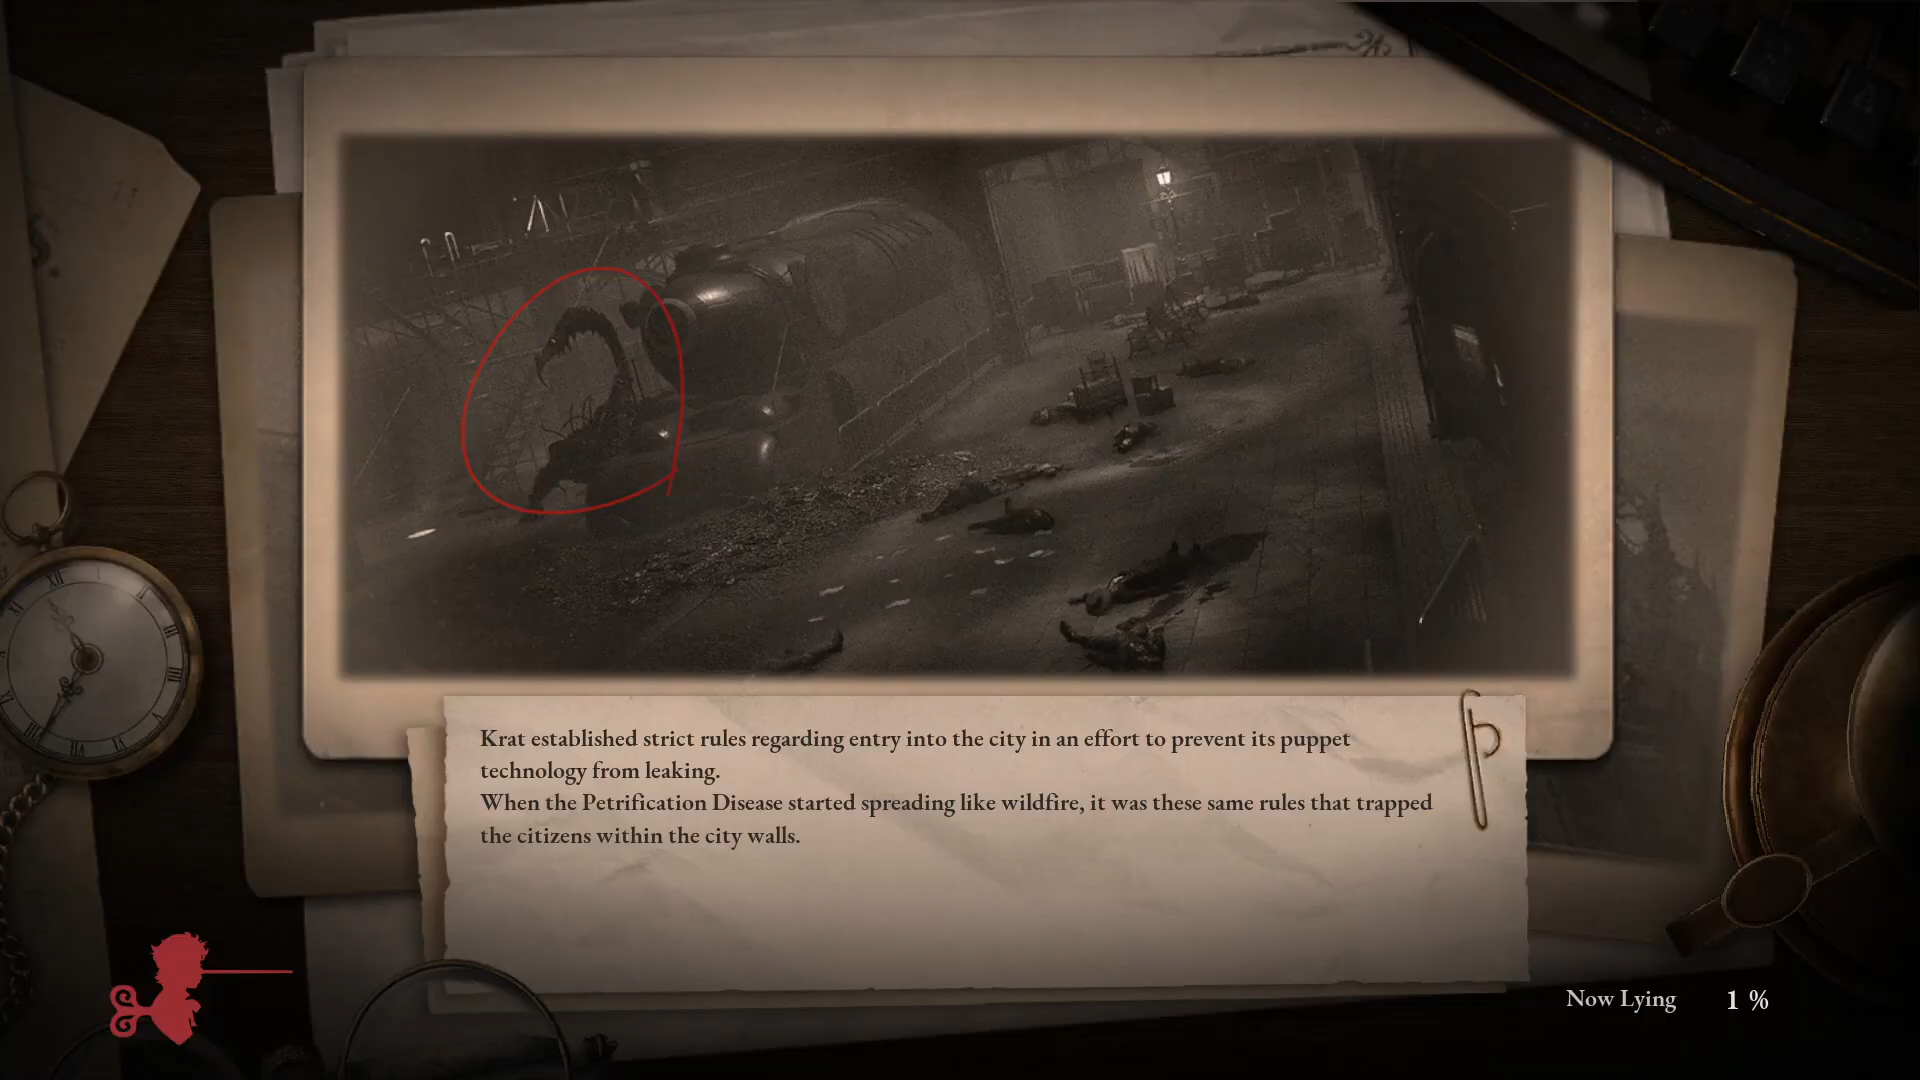 Krat established strict rules regarding entry into the city in an effort to prevent its puppet
technology from leaking.
When the Petrification Disease started spreading like wildfire, it was these same rules that trapped
the citizens within the city walls.
Now Lying 1 %